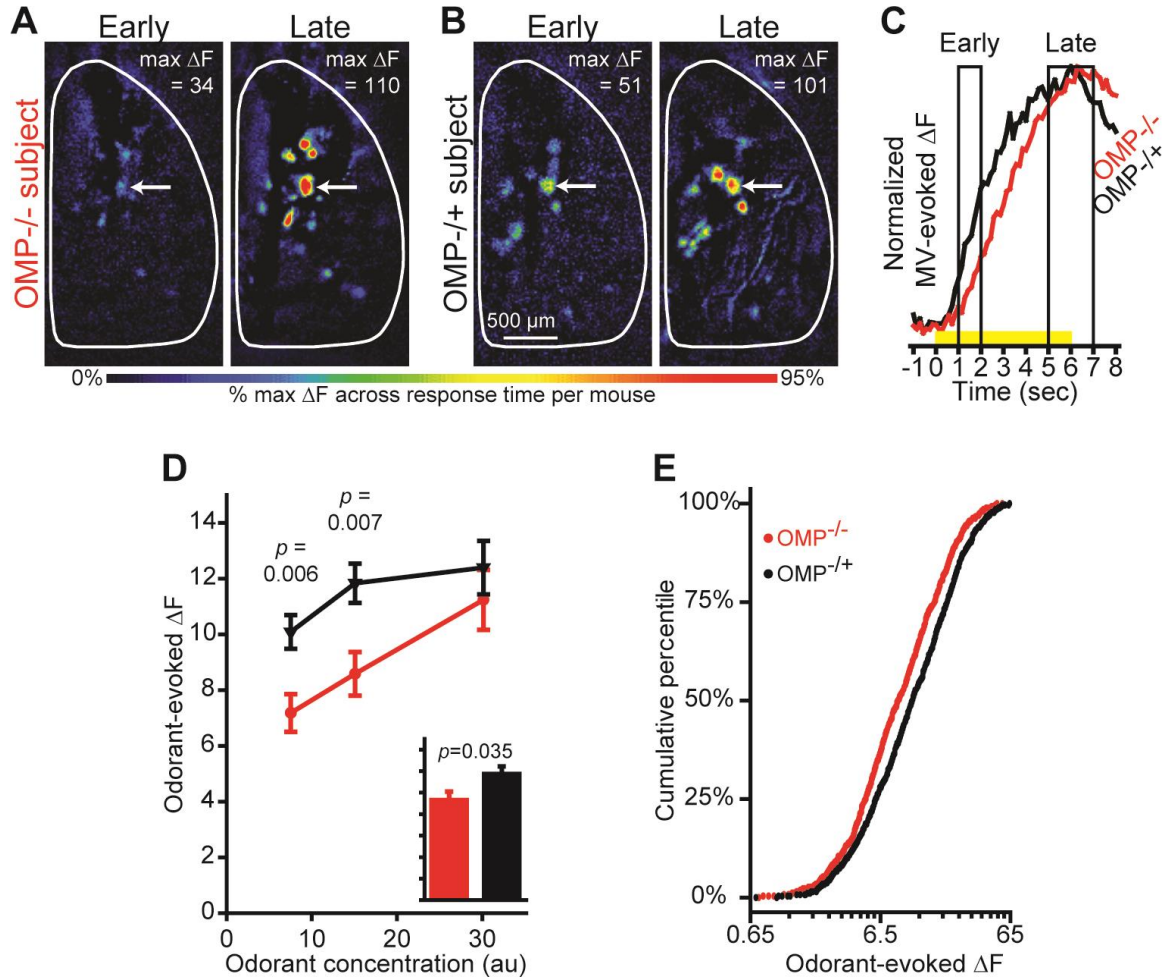 A
Early
Late
OMP-/- subject
max ΔF
= 34
max ΔF
= 110
B
Early
Late
OMP-/+ subject
max ΔF
= 51
max ΔF
= 101
500 µm
0%
95%
% max ΔF across response time per mouse
C
Early
Late
Normalized
MV-evoked ΔF
OMP-/-
OMP-/+
-1 0 1 2 3 4 5 6 7 8
Time (sec)
D
Odorant-evoked ΔF
14
12
10
8
6
4
2
0
p =
0.006
p =
0.007
p=0.035
0 10 20 30
Odorant concentration (au)
E
Cumulative percentile
100%
75%
50%
25%
0%
OMP-/-
OMP-/+
0.65 6.5 65
Odorant-evoked ΔF